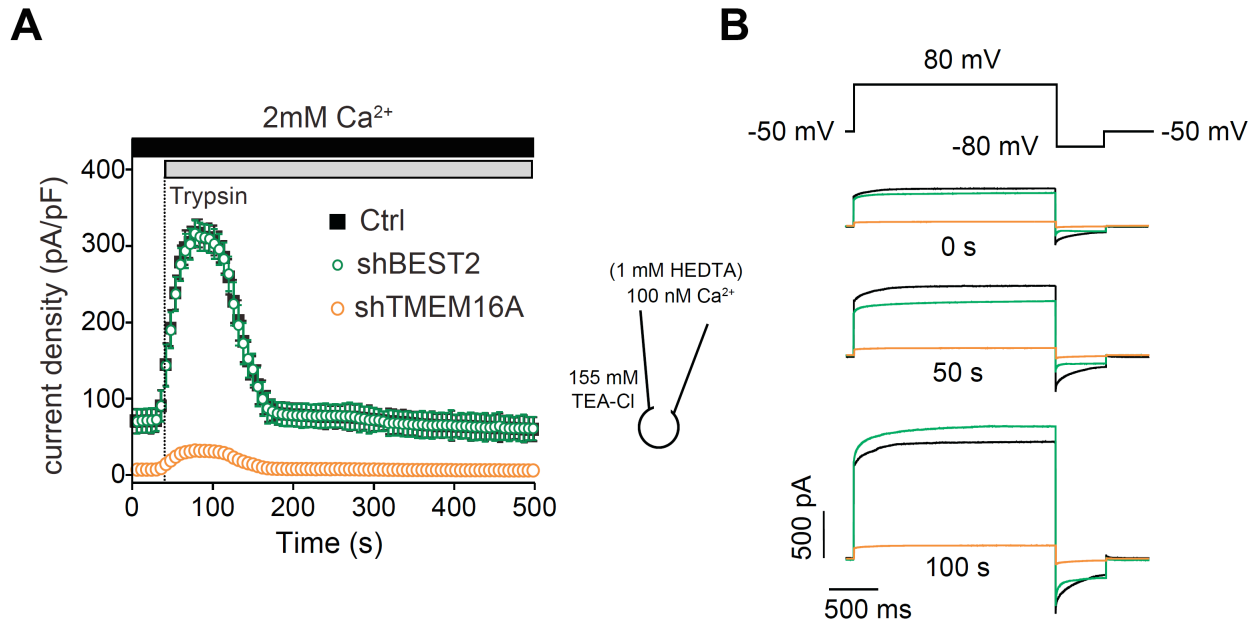 A
2mM Ca²⁺
Trypsin
Ctrl
shBEST2
shTMEM16A
current density (pA/pF)
400
300
200
100
0
0 100 200 300 400 500
Time (s)
(1 mM HEDTA)
100 nM Ca²⁺
155 mM
TEA-Cl
B
80 mV
-50 mV
-80 mV
-50 mV
0 s
50 s
100 s
500 pA
500 ms